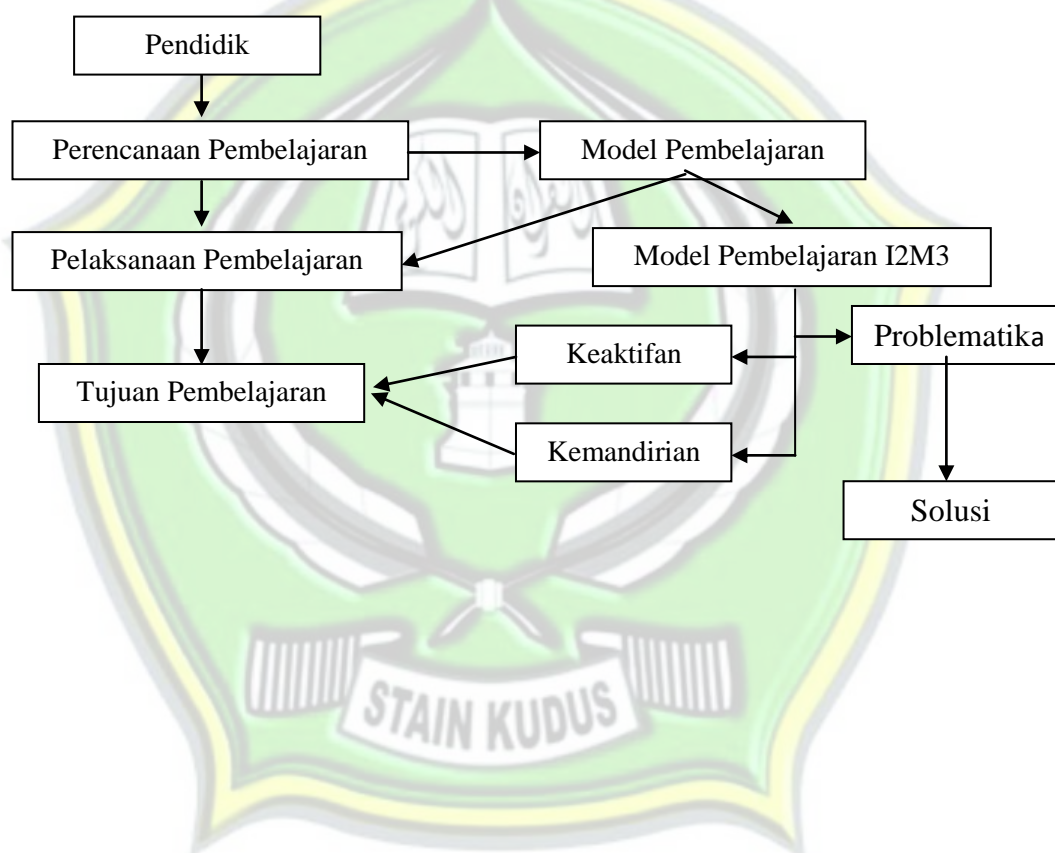 Pendidik
Perencanaan Pembelajaran
Model Pembelajaran
Pelaksanaan Pembelajaran
Model Pembelajaran I2M3
Problematika
Keaktifan
Tujuan Pembelajaran
Kemandirian
Solusi
STAIN KUDUS